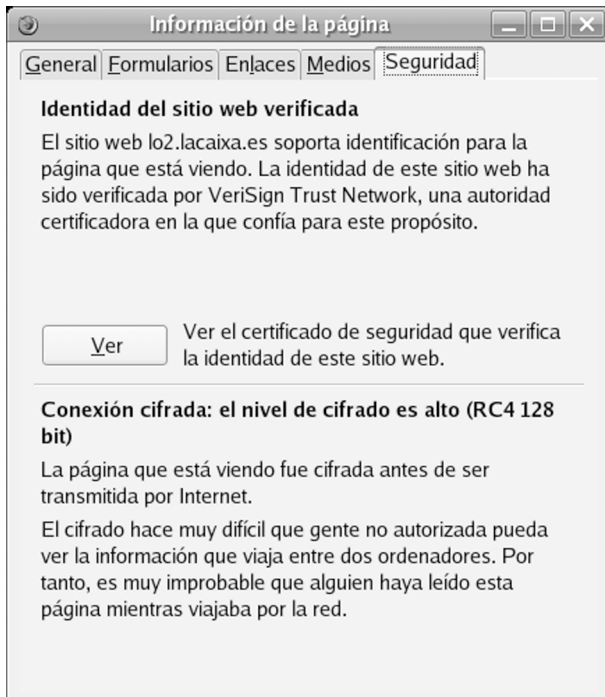 Información de la página
General Formularios Enlaces Medios Seguridad
Identidad del sitio web verificada
El sitio web lo2.lacaixa.es soporta identificación para la
página que está viendo. La identidad de este sitio web ha
sido verificada por VeriSign Trust Network, una autoridad
certificadora en la que confía para este propósito.
Ver
Ver el certificado de seguridad que verifica
la identidad de este sitio web.
Conexión cifrada: el nivel de cifrado es alto (RC4 128
bit)
La página que está viendo fue cifrada antes de ser
transmitida por Internet.
El cifrado hace muy difícil que gente no autorizada pueda
ver la información que viaja entre dos ordenadores. Por
tanto, es muy improbable que alguien haya leído esta
página mientras viajaba por la red.